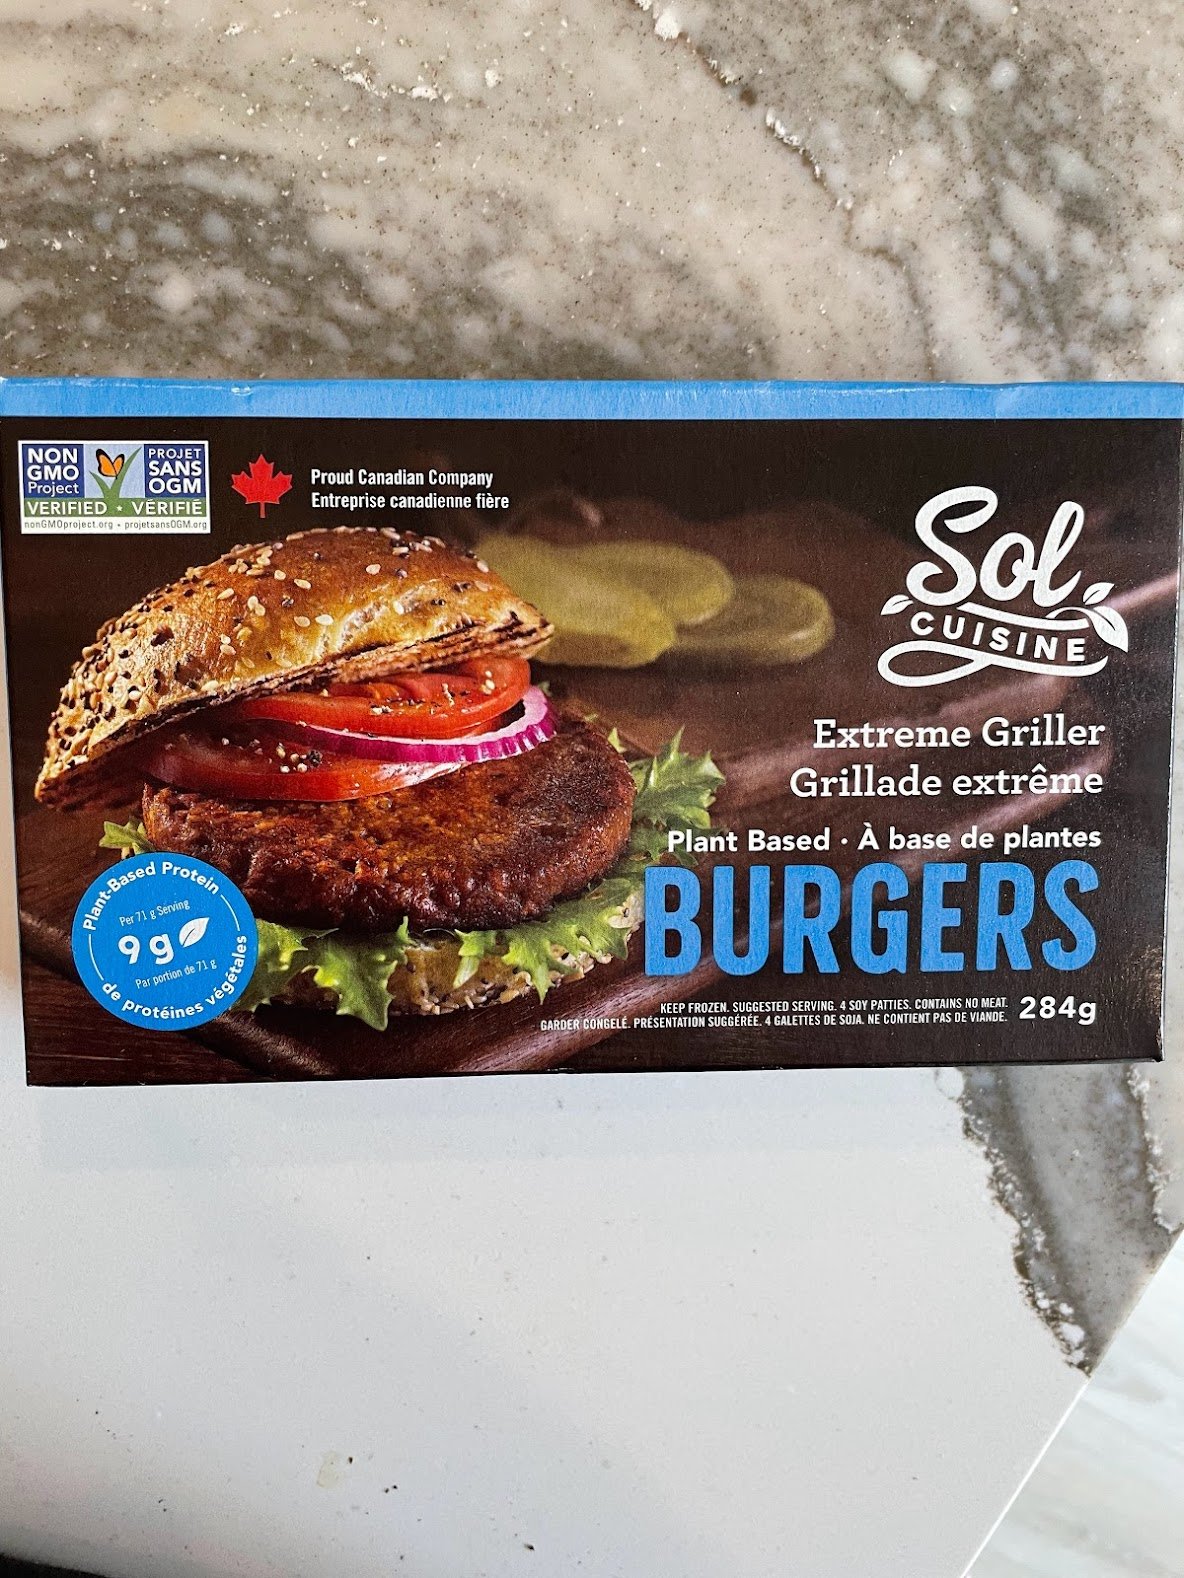 NON
GMO
Project
PROJET
SANS
OGM
VERIFIED • VÉRIFIÉ
nonGMOproject.org • projetsansOGM.org
Proud Canadian Company
Entreprise canadienne fière
Sol
CUISINE
Extreme Griller
Grillade extrême
Plant Based · À base de plantes
BURGERS
Plant-Based Protein
Per 71 g Serving
9 g
Par portion de 71 g
de protéines végétales
KEEP FROZEN. SUGGESTED SERVING. 4 SOY PATTIES. CONTAINS NO MEAT.
GARDER CONGELÉ. PRÉSENTATION SUGGÉRÉE. 4 GALETTES DE SOJA. NE CONTIENT PAS DE VIANDE.
284g